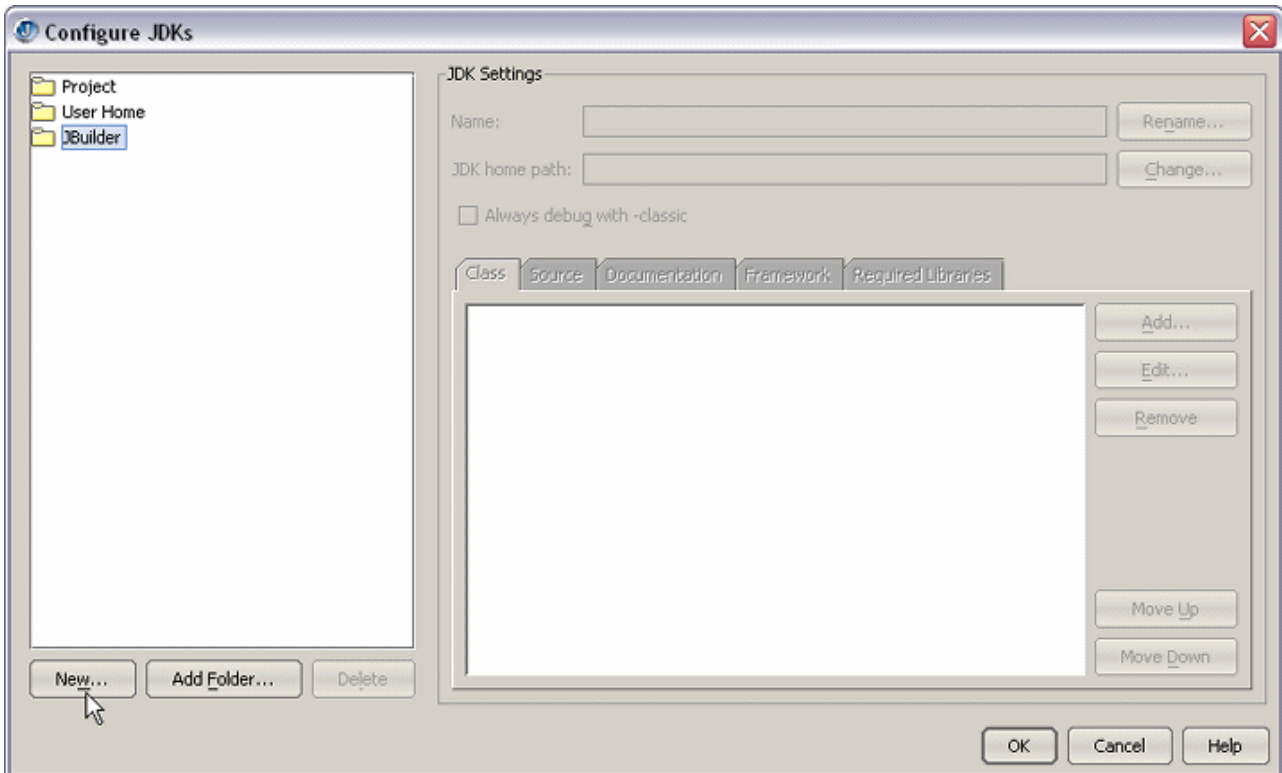 Configure JDKs
Project
User Home
JBuilder
New...
Add Folder...
Delete
JDK Settings
Name:
Rename...
JDK home path:
Change...
Always debug with -classic
Class Source Documentation Framework Required Libraries
Add...
Edit...
Remove
Move Up
Move Down
OK Cancel Help